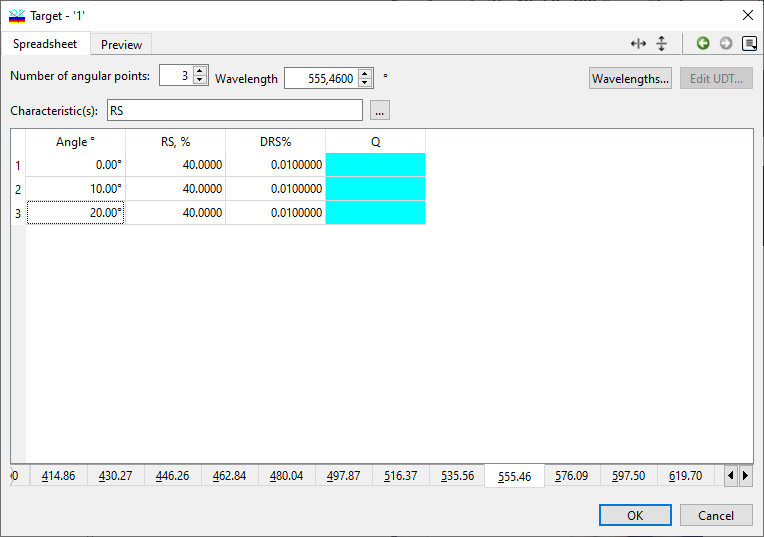 Target - '1'
Spreadsheet Preview
Number of angular points: 3 Wavelength 555,4600 ° Wavelengths... Edit UDT...
Characteristic(s): RS ...
Angle ° RS, % DRS% Q
1 0.00° 40.0000 0.0100000
2 10.00° 40.0000 0.0100000
3 20.00° 40.0000 0.0100000
414.86 430.27 446.26 462.84 480.04 497.87 516.37 535.56 555.46 576.09 597.50 619.70
OK Cancel